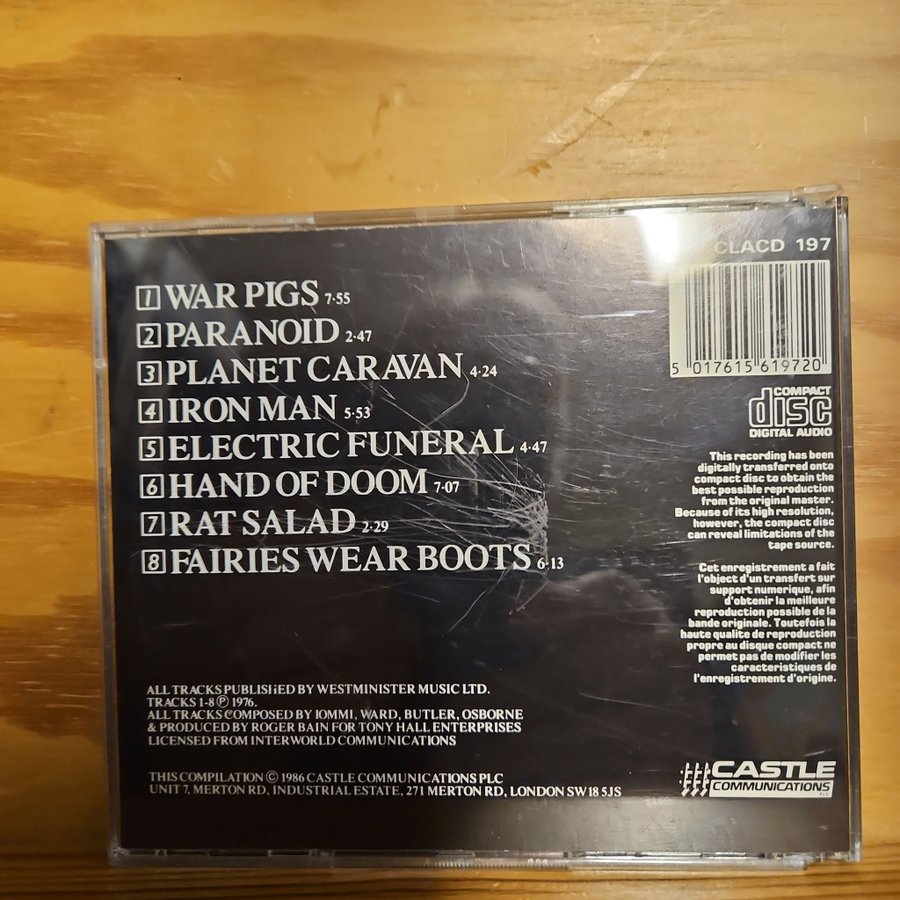 CLACD 197
1 WAR PIGS 7·55
2 PARANOID 2·47
3 PLANET CARAVAN 4·24
4 IRON MAN 5·53
5 ELECTRIC FUNERAL 4·47
6 HAND OF DOOM 7·07
7 RAT SALAD 2·29
8 FAIRIES WEAR BOOTS 6·13
5 017615 619720
COMPACT
disc
DIGITAL AUDIO
This recording has been
digitally transferred onto
compact disc to obtain the
best possible reproduction
from the original master.
Because of its high resolution,
however, the compact disc
can reveal limitations of the
tape source.
Cet enregistrement a fait
l'objet d'un transfert sur
support numerique, afin
d'obtenir la meilleure
reproduction possible de la
bande originale. Toutefois la
haute qualite de reproduction
propre au disque compact ne
permet pas de modifier les
caracteristiques de
l'enregistrement d'origine.
ALL TRACKS PUBLISHED BY WESTMINISTER MUSIC LTD.
TRACKS 1-8 Ⓟ 1976.
ALL TRACKS COMPOSED BY IOMMI, WARD, BUTLER, OSBORNE
& PRODUCED BY ROGER BAIN FOR TONY HALL ENTERPRISES
LICENSED FROM INTERWORLD COMMUNICATIONS
THIS COMPILATION © 1986 CASTLE COMMUNICATIONS PLC
UNIT 7, MERTON RD, INDUSTRIAL ESTATE, 271 MERTON RD, LONDON SW18 5JS
CASTLE
COMMUNICATIONS